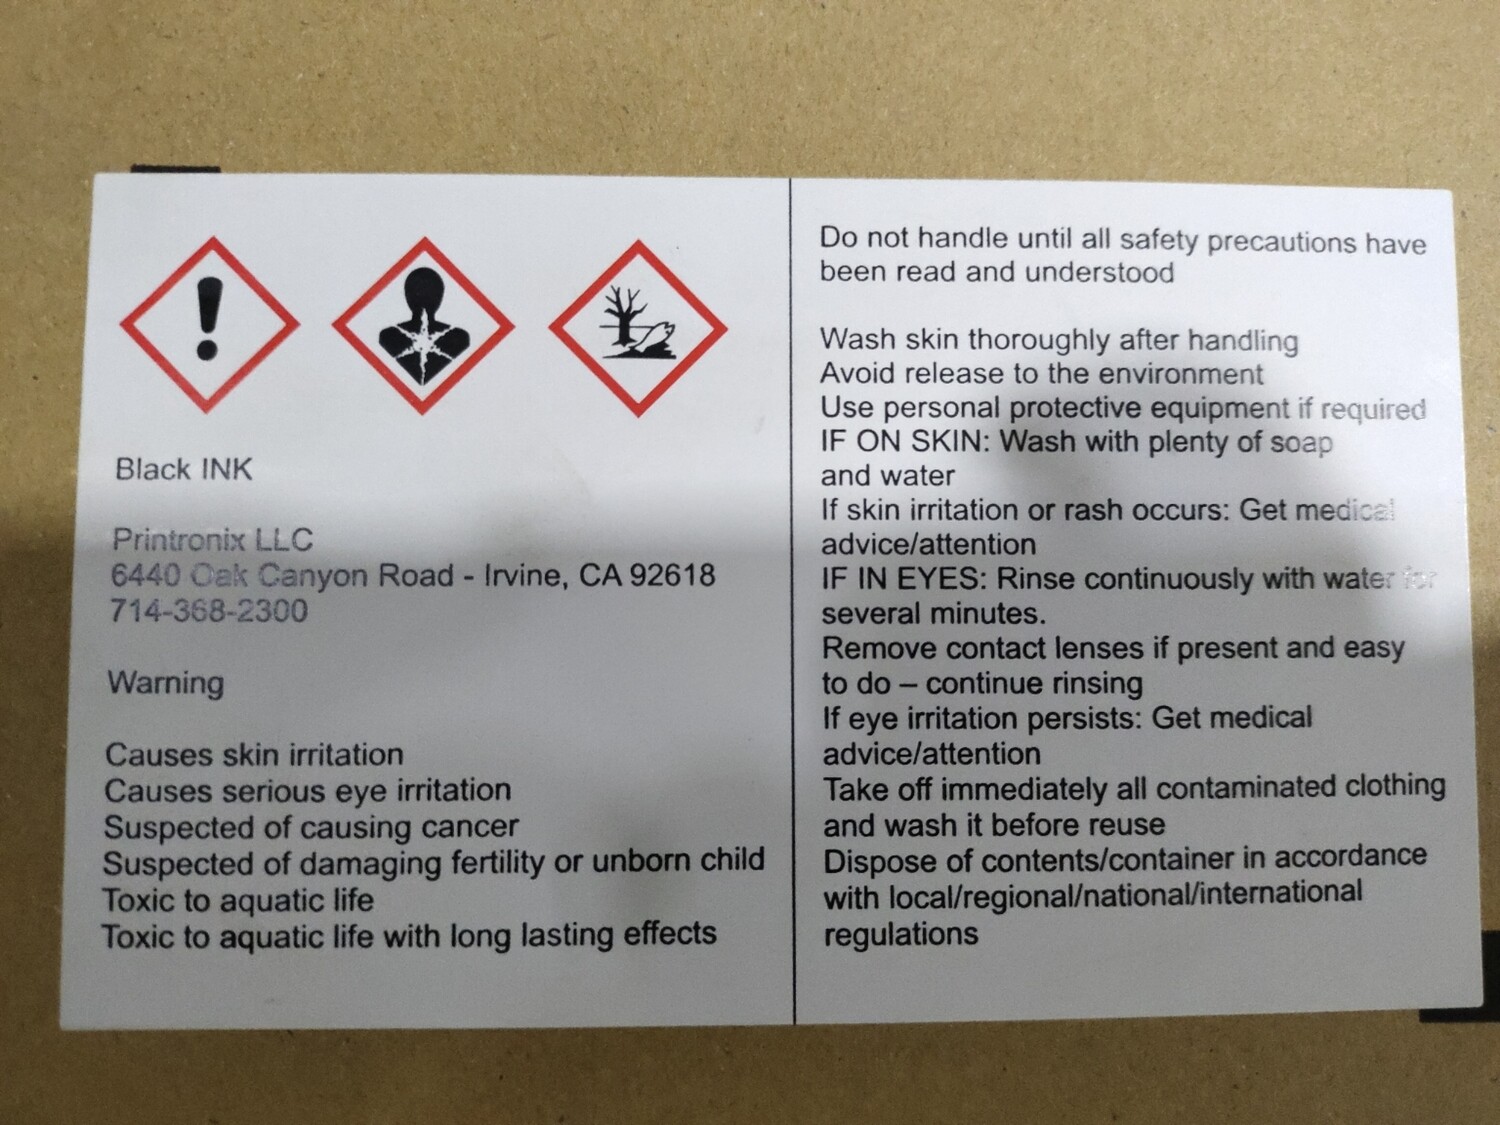 Black INK
Printronix LLC
6440 Oak Canyon Road - Irvine, CA 92618
714-368-2300
Warning
Causes skin irritation
Causes serious eye irritation
Suspected of causing cancer
Suspected of damaging fertility or unborn child
Toxic to aquatic life
Toxic to aquatic life with long lasting effects
Do not handle until all safety precautions have
been read and understood
Wash skin thoroughly after handling
Avoid release to the environment
Use personal protective equipment if required
IF ON SKIN: Wash with plenty of soap
and water
If skin irritation or rash occurs: Get medical
advice/attention
IF IN EYES: Rinse continuously with water for
several minutes.
Remove contact lenses if present and easy
to do – continue rinsing
If eye irritation persists: Get medical
advice/attention
Take off immediately all contaminated clothing
and wash it before reuse
Dispose of contents/container in accordance
with local/regional/national/international
regulations